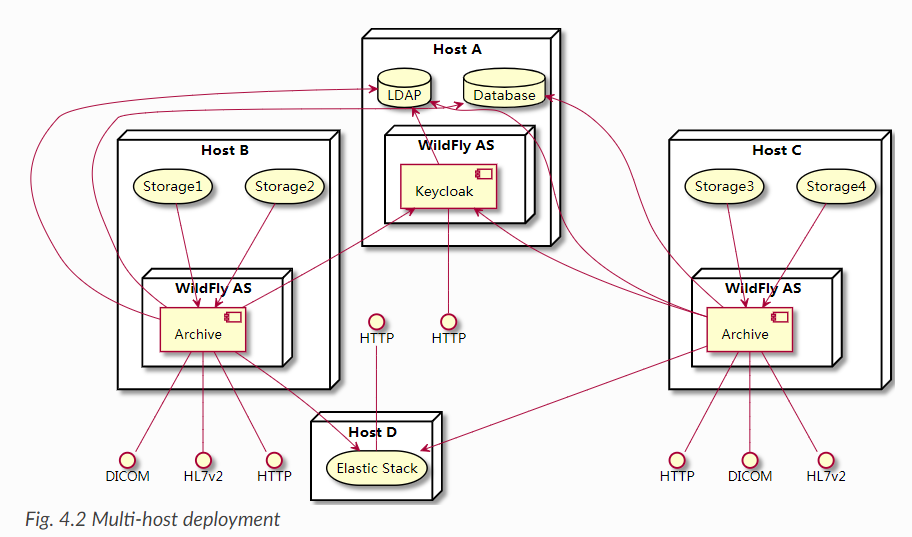 Host A
LDAP
Database
WildFly AS
Keycloak
Host B
Storage1
Storage2
WildFly AS
Archive
Host C
Storage3
Storage4
WildFly AS
Archive
HTTP
HTTP
Host D
Elastic Stack
DICOM
HL7v2
HTTP
HTTP
DICOM
HL7v2
Fig. 4.2 Multi-host deployment